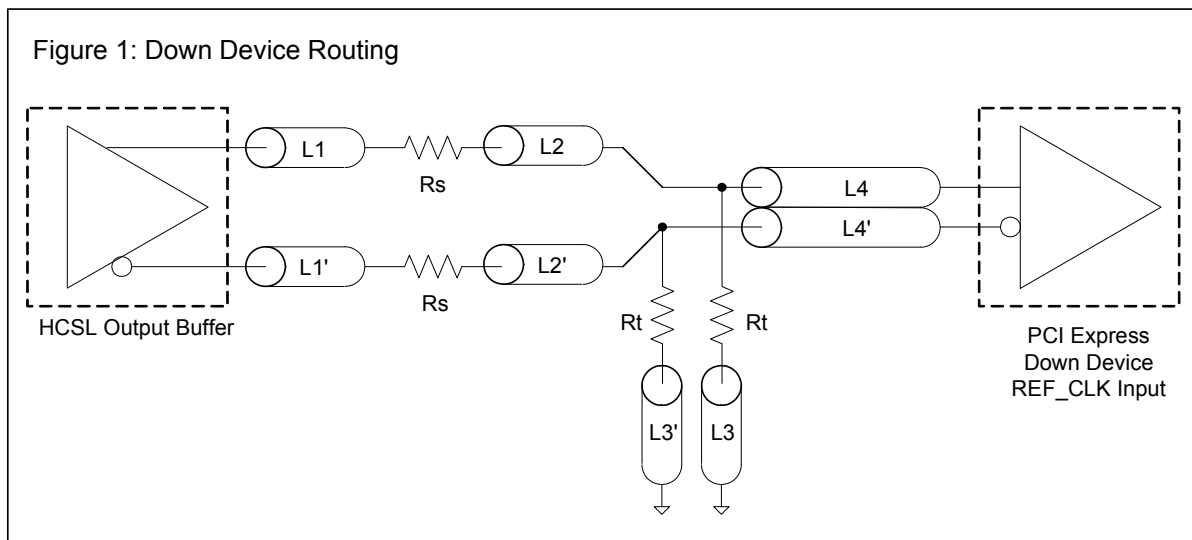 Figure 1: Down Device Routing
L1
Rs
L2
L4
L4'
L1'
Rs
L2'
HCSL Output Buffer
Rt
Rt
L3'
L3
PCI Express
Down Device
REF_CLK Input